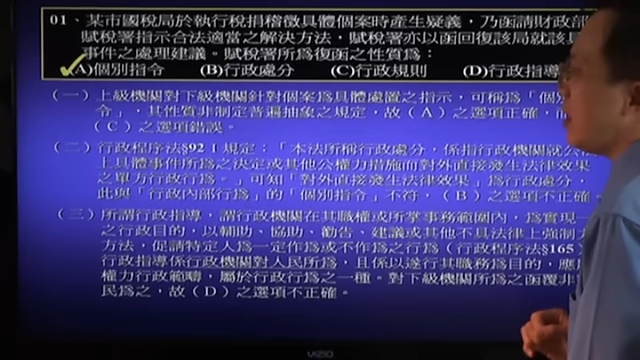 01、某市國稅局於執行稅捐稽徵具體個案時產生疑義，乃函請財政部
賦稅署指示合法適當之解決方法，賦稅署亦以函回復該局就該具
事件之處理建議。賦稅署所為復函之性質為：
✓(A)個別指令 (B)行政處分 (C)行政規則 (D)行政指導
（一）上級機關對下級機關針對個案為具體處置之指示，可稱為「個
令」，其性質非制定普遍抽象之規定，故（A）之選項正確，而
（C）之選項錯誤。
（二）行政程序法§92 I 規定：「本法所稱行政處分，係指行政機關就公
上具體事件所為之決定或其他公權力措施而對外直接發生法律效果
之單方行政行為。」可知「對外直接發生法律效果」為行政處分，
此與「行政內部行為」的「個別指令」不符，（B）之選項不正確。
（三）所謂行政指導，謂行政機關在其職權或所掌事務範圍內，為實現一
之行政目的，以輔助、協助、勸告、建議或其他不具法律上強制力
方法，促請特定人為一定作為或不作為之行為（行政程序法§165）
行政指導係行政機關對人民所為，且係以遂行其職務為目的，應
權力行政範疇，屬於行政行為之一種。對下級機關所為之函覆非
民為之，故（D）之選項不正確。
VIZIO